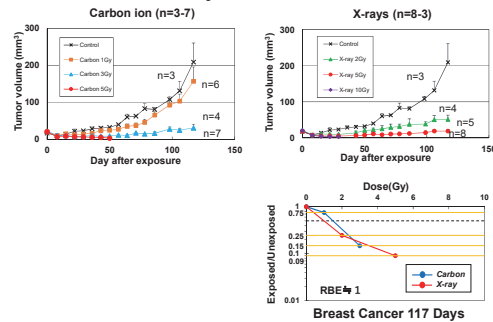 Carbon ion (n=3-7)
Tumor volume (mm³)
300
200
100
0
Control
Carbon 1Gy
Carbon 3Gy
Carbon 5Gy
n=3
n=6
n=4
n=7
0
50
100
150
Day after exposure
X-rays (n=8-3)
Tumor volume (mm³)
300
200
100
0
Control
X-ray 2Gy
X-ray 5Gy
X-ray 10Gy
n=3
n=4
n=5
n=8
0
50
100
150
Day after exposure
Dose(Gy)
0 2 4 6 8 10
Exposed/Unexposed
1
0.75
0.25
0.15
0.1
0.09
0.01
RBE≒1
Carbon
X-ray
Breast Cancer 117 Days